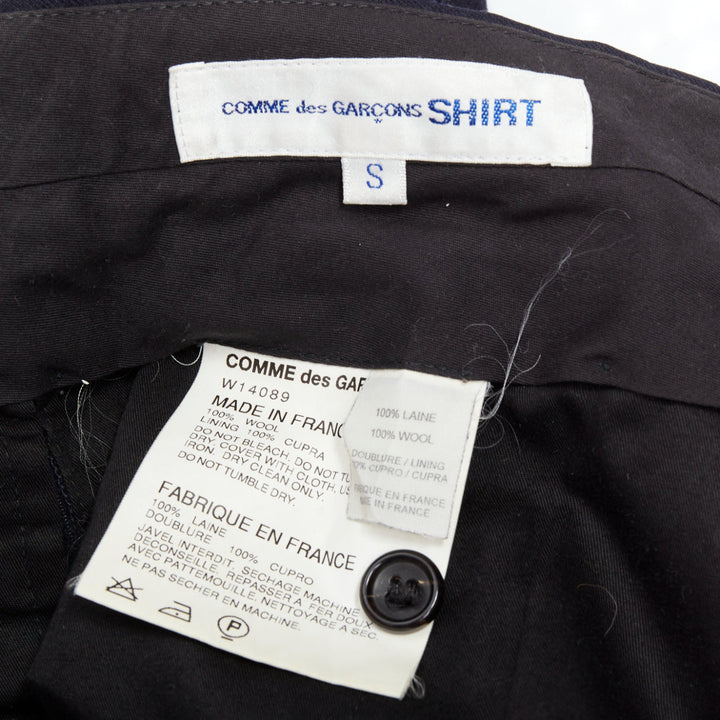 COMME des GARÇONS SHIRT
S
COMME des GAR
W14089
MADE IN FRANC
100% WOOL
LINING 100% CUPRA
DO NOT BLEACH. DO NOT TU
DRY. COVER WITH CLOTH, US
IRON. DRY CLEAN ONLY.
DO NOT TUMBLE DRY.
FABRIQUE EN FRANCE
100% LAINE
DOUBLURE 100% CUPRO
JAVEL INTERDIT. SECHAGE MACHINE
DECONSEILLE. REPASSER A FER DOUX
AVEC PATTEMOUILLE. NETTOYAGE A SEC.
NE PAS SECHER EN MACHINE.
P
100% LAINE
100% WOOL
DOUBLURE / LINING
0% CUPRO / CUPRA
RIQUE EN FRANCE
DE IN FRANCE